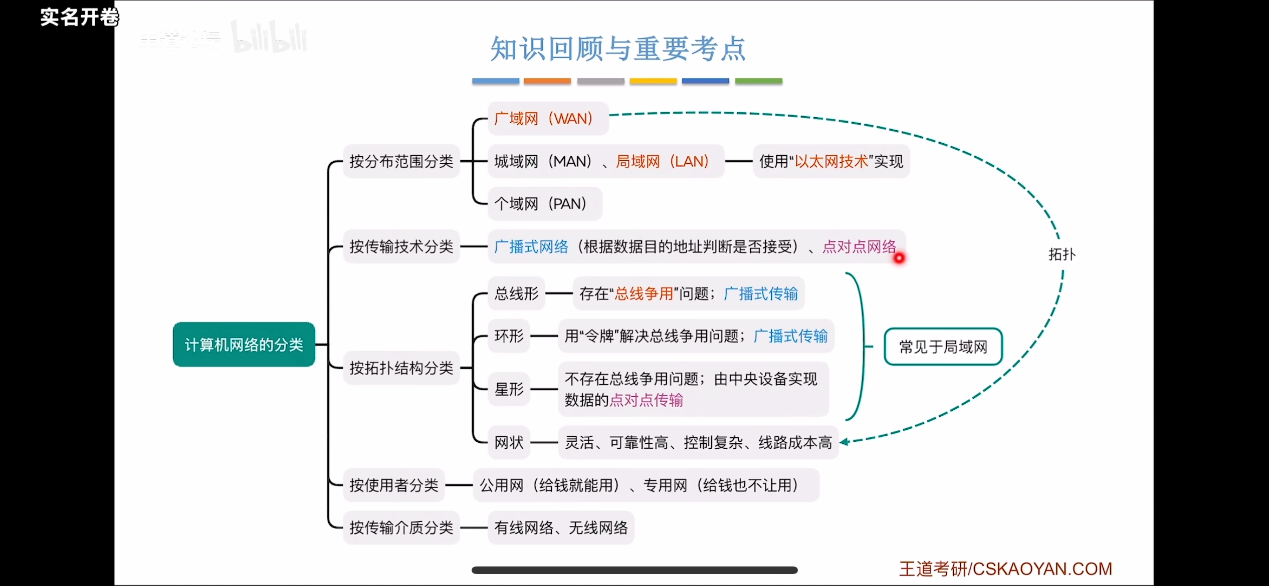 实名开卷
bilibili
知识回顾与重要考点
广域网（WAN）
按分布范围分类
城域网（MAN）、局域网（LAN）
使用“以太网技术”实现
个域网（PAN）
按传输技术分类
广播式网络（根据数据目的地址判断是否接受）、点对点网络
拓扑
总线形
存在“总线争用”问题；广播式传输
计算机网络的分类
环形
用“令牌”解决总线争用问题；广播式传输
常见于局域网
按拓扑结构分类
星形
不存在总线争用问题；由中央设备实现
数据的点对点传输
网状
灵活、可靠性高、控制复杂、线路成本高
按使用者分类
公用网（给钱就能用）、专用网（给钱也不让用）
按传输介质分类
有线网络、无线网络
王道考研/CSKAOYAN.COM